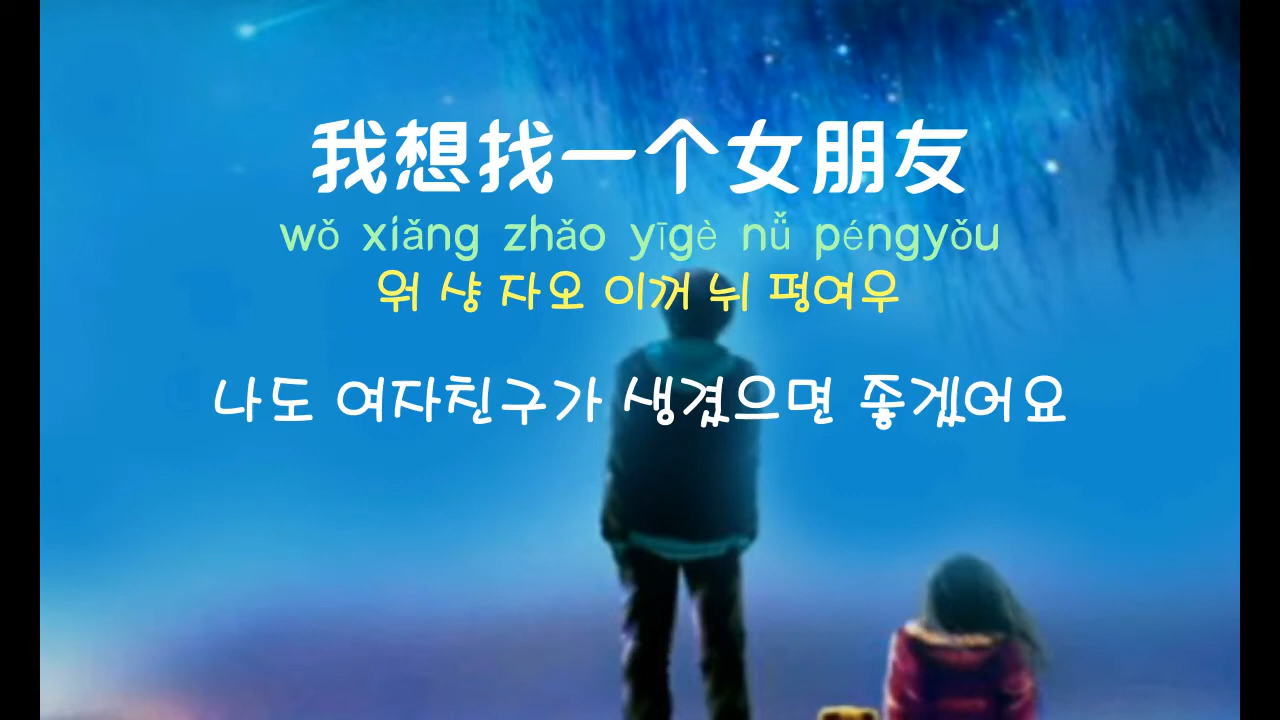 我想找一个女朋友
wǒ xiǎng zhǎo yīgè nǚ péngyǒu
워 샹 자오 이꺼 뉘 펑여우
나도 여자친구가 생겼으면 좋겠어요